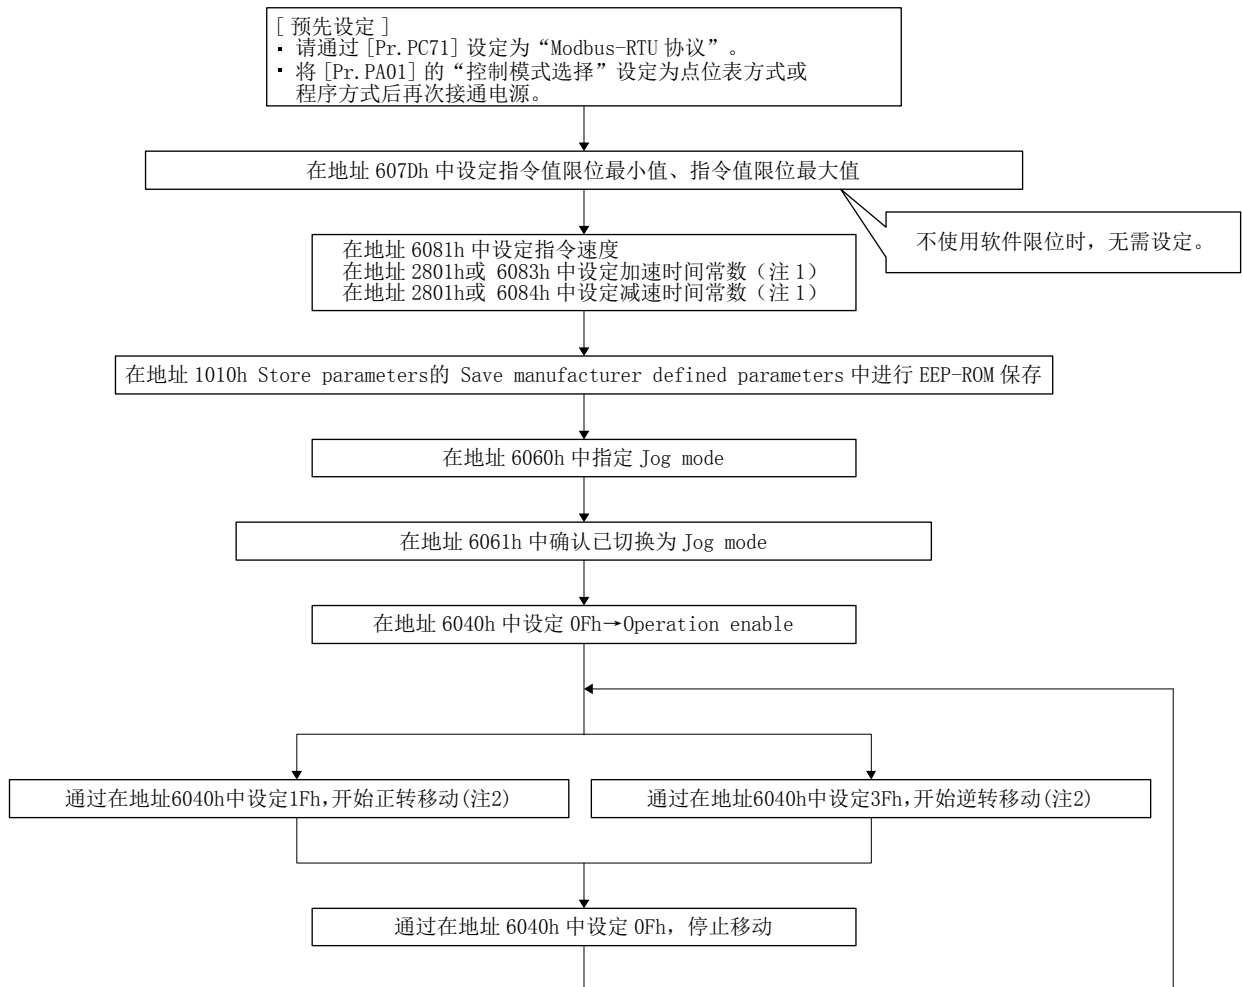 [ 预先设定 ]
▪ 请通过 [Pr.PC71] 设定为“Modbus-RTU 协议”。
▪ 将 [Pr.PA01] 的“控制模式选择”设定为点位表方式或
程序方式后再次接通电源。
在地址 607Dh 中设定指令值限位最小值、指令值限位最大值
不使用软件限位时，无需设定。
在地址 6081h 中设定指令速度
在地址 2801h或 6083h 中设定加速时间常数（注 1）
在地址 2801h或 6084h 中设定减速时间常数（注 1）
在地址 1010h Store parameters的 Save manufacturer defined parameters 中进行 EEP-ROM 保存
在地址 6060h 中指定 Jog mode
在地址 6061h 中确认已切换为 Jog mode
在地址 6040h 中设定 0Fh→Operation enable
通过在地址6040h中设定1Fh,开始正转移动(注2)
通过在地址6040h中设定3Fh,开始逆转移动(注2)
通过在地址 6040h 中设定 0Fh，停止移动